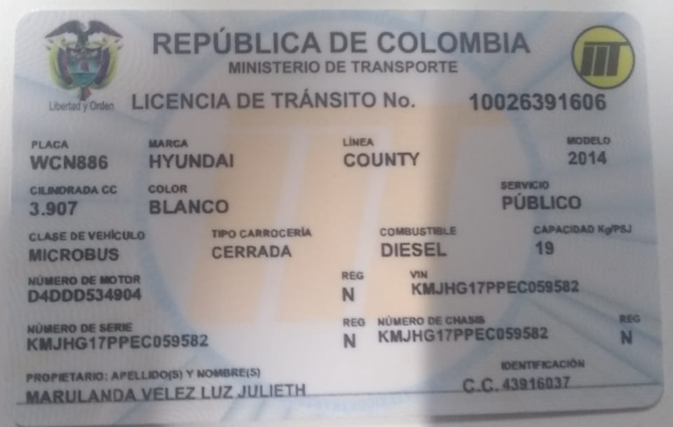 REPÚBLICA DE COLOMBIA
MINISTERIO DE TRANSPORTE
Libertad y Orden
LICENCIA DE TRÁNSITO No. 10026391606
PLACA MARCA LÍNEA MODELO
WCN886 HYUNDAI COUNTY 2014
CILINDRADA CC COLOR SERVICIO
3.907 BLANCO PÚBLICO
CLASE DE VEHÍCULO TIPO CARROCERÍA COMBUSTIBLE CAPACIDAD Kg/PSJ
MICROBUS CERRADA DIESEL 19
NÚMERO DE MOTOR REG VIN
D4DDD534904 N KMJHG17PPEC059582
NÚMERO DE SERIE REG NÚMERO DE CHASIS REG
KMJHG17PPEC059582 N KMJHG17PPEC059582 N
PROPIETARIO: APELLIDO(S) Y NOMBRE(S) IDENTIFICACIÓN
MARULANDA VELEZ LUZ JULIETH C.C. 43916037